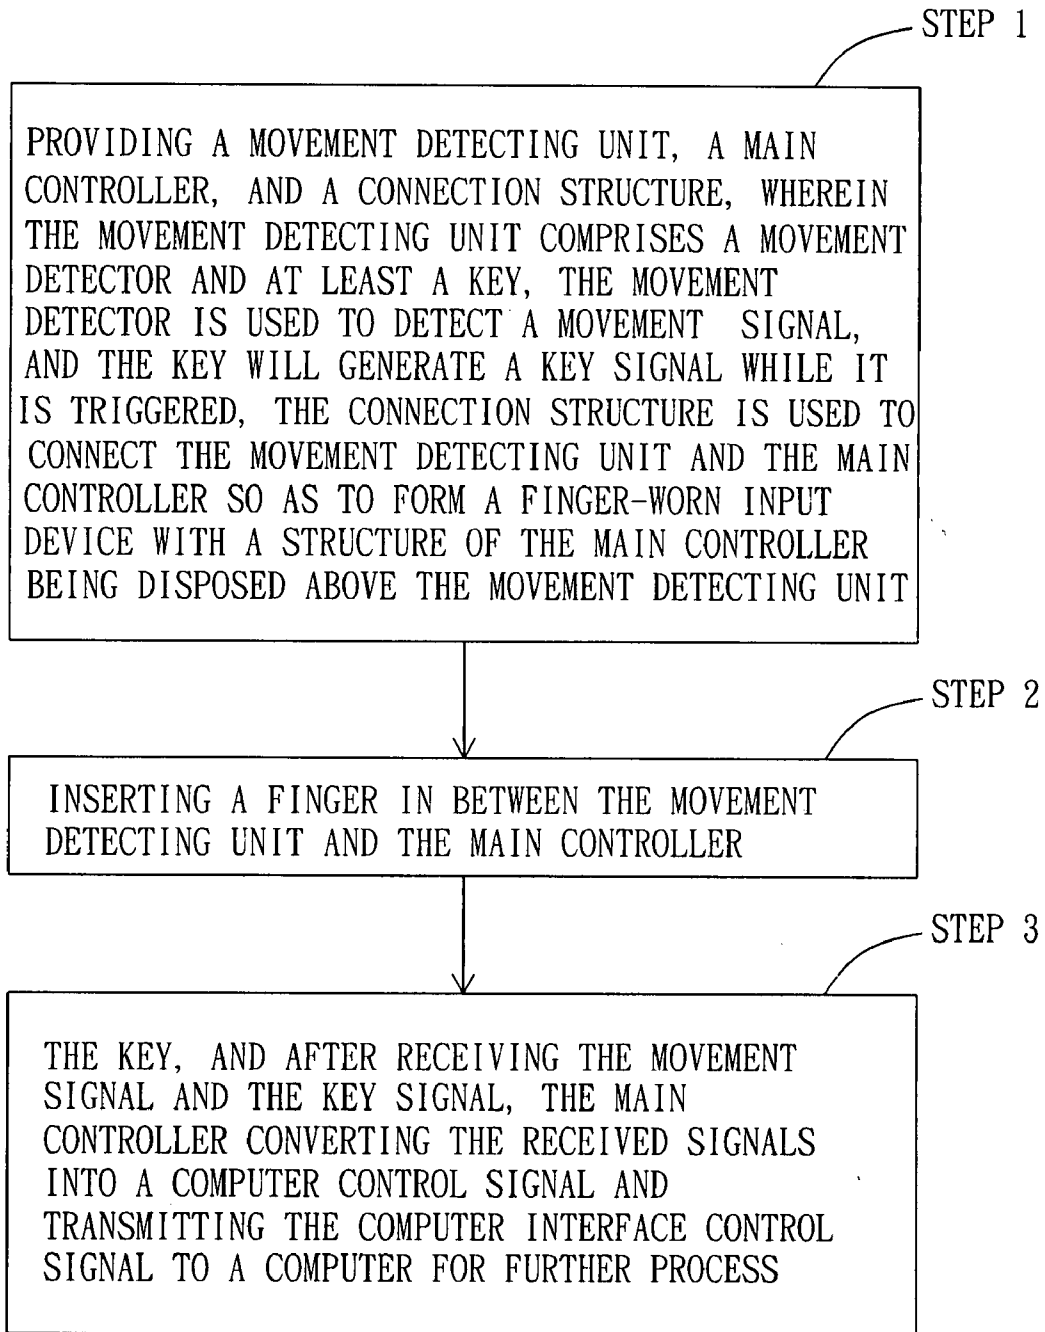 STEP 1
PROVIDING A MOVEMENT DETECTING UNIT, A MAIN
CONTROLLER, AND A CONNECTION STRUCTURE, WHEREIN
THE MOVEMENT DETECTING UNIT COMPRISES A MOVEMENT
DETECTOR AND AT LEAST A KEY, THE MOVEMENT
DETECTOR IS USED TO DETECT A MOVEMENT SIGNAL,
AND THE KEY WILL GENERATE A KEY SIGNAL WHILE IT
IS TRIGGERED, THE CONNECTION STRUCTURE IS USED TO
CONNECT THE MOVEMENT DETECTING UNIT AND THE MAIN
CONTROLLER SO AS TO FORM A FINGER-WORN INPUT
DEVICE WITH A STRUCTURE OF THE MAIN CONTROLLER
BEING DISPOSED ABOVE THE MOVEMENT DETECTING UNIT
STEP 2
INSERTING A FINGER IN BETWEEN THE MOVEMENT
DETECTING UNIT AND THE MAIN CONTROLLER
STEP 3
THE KEY, AND AFTER RECEIVING THE MOVEMENT
SIGNAL AND THE KEY SIGNAL, THE MAIN
CONTROLLER CONVERTING THE RECEIVED SIGNALS
INTO A COMPUTER CONTROL SIGNAL AND
TRANSMITTING THE COMPUTER INTERFACE CONTROL
SIGNAL TO A COMPUTER FOR FURTHER PROCESS